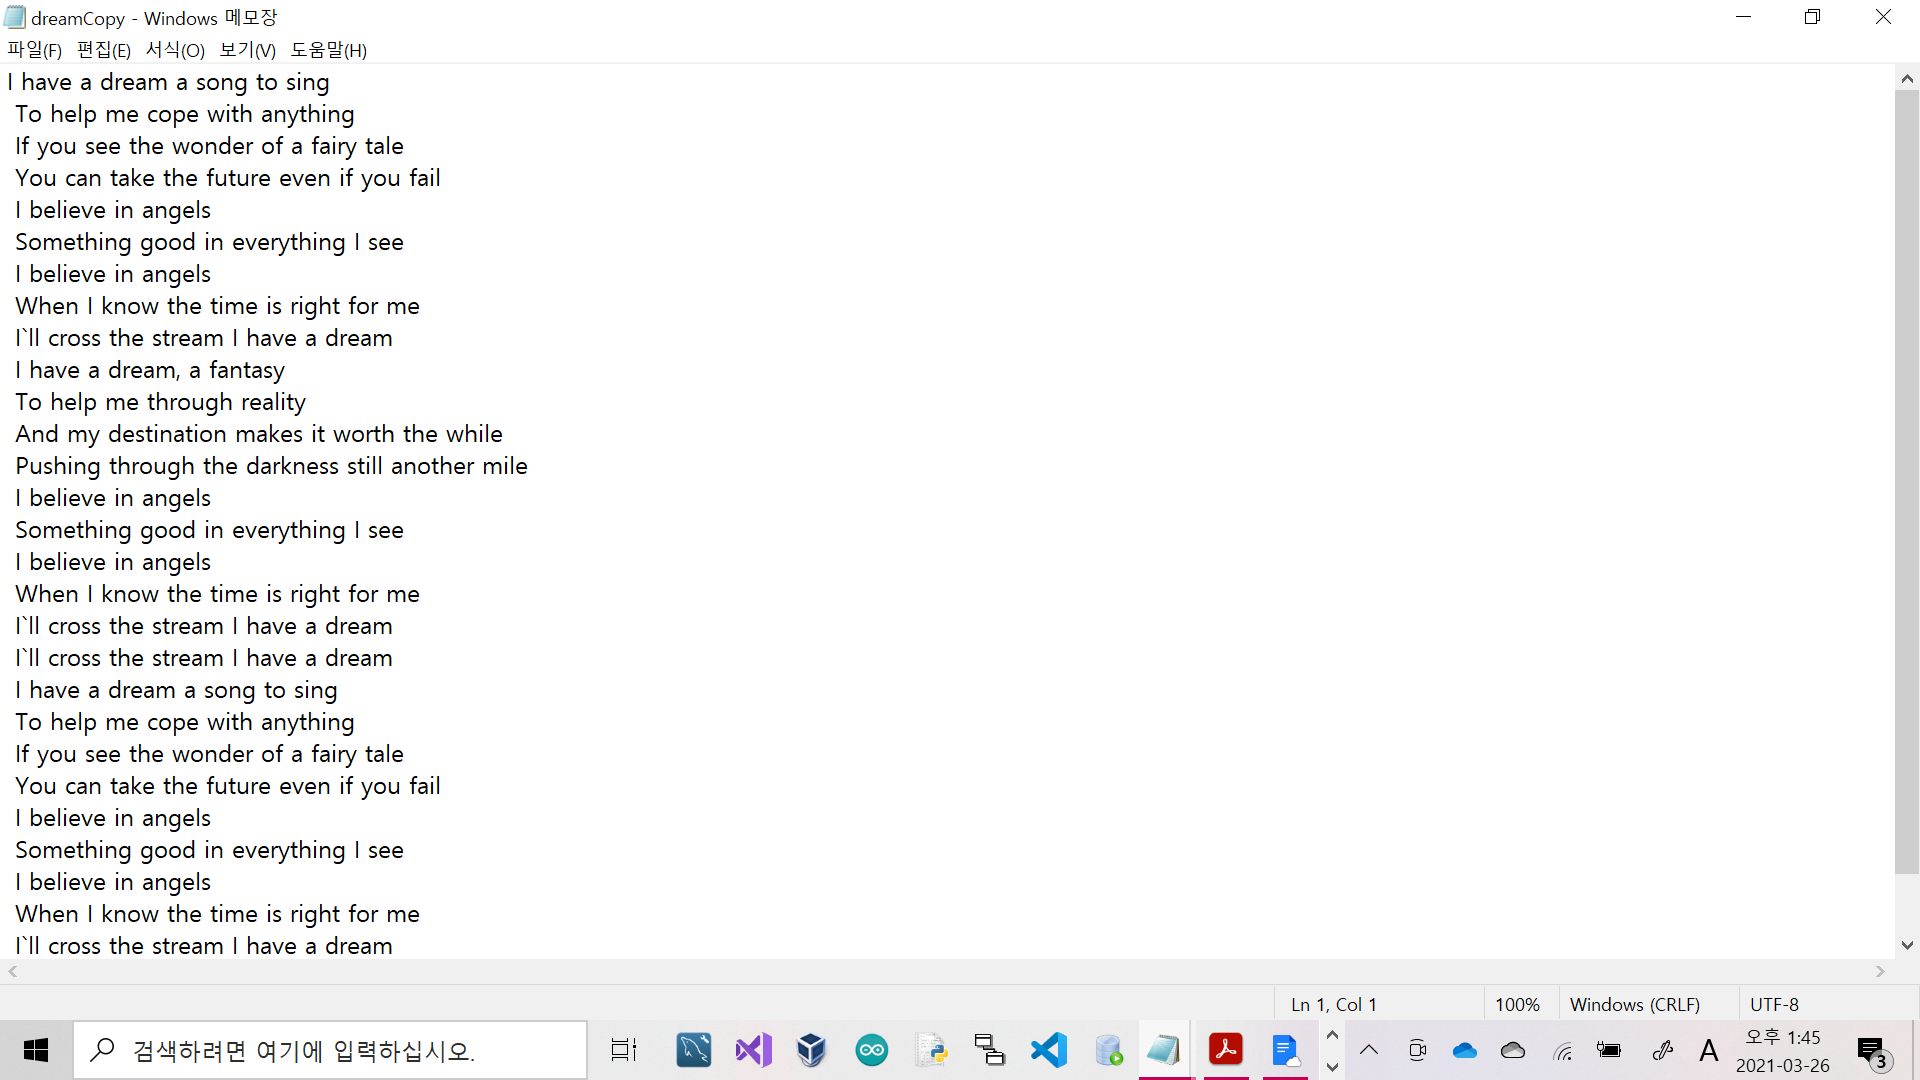 dreamCopy - Windows 메모장
파일(F) 편집(E) 서식(O) 보기(V) 도움말(H)
I have a dream a song to sing
To help me cope with anything
If you see the wonder of a fairy tale
You can take the future even if you fail
I believe in angels
Something good in everything I see
I believe in angels
When I know the time is right for me
I`ll cross the stream I have a dream
I have a dream, a fantasy
To help me through reality
And my destination makes it worth the while
Pushing through the darkness still another mile
I believe in angels
Something good in everything I see
I believe in angels
When I know the time is right for me
I`ll cross the stream I have a dream
I`ll cross the stream I have a dream
I have a dream a song to sing
To help me cope with anything
If you see the wonder of a fairy tale
You can take the future even if you fail
I believe in angels
Something good in everything I see
I believe in angels
When I know the time is right for me
I`ll cross the stream I have a dream
Ln 1, Col 1 100% Windows (CRLF) UTF-8
검색하려면 여기에 입력하십시오.
A
오후 1:45
2021-03-26
3